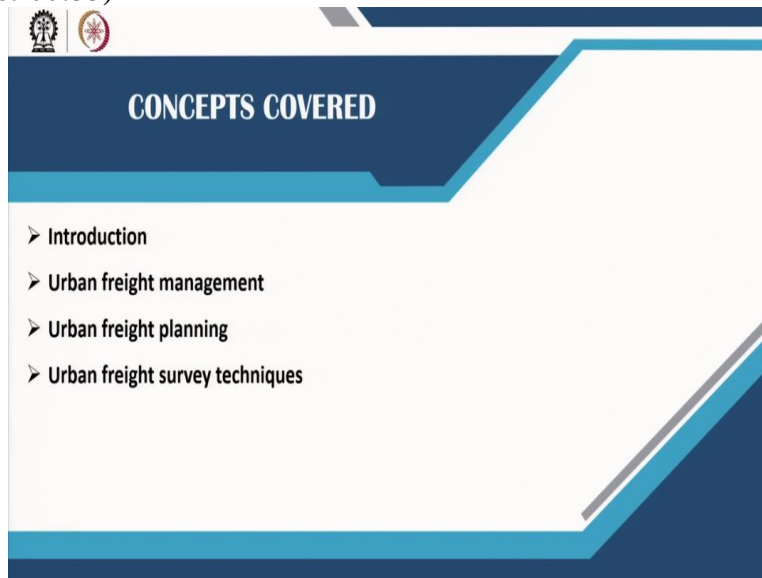 CONCEPTS COVERED
➢ Introduction
➢ Urban freight management
➢ Urban freight planning
➢ Urban freight survey techniques